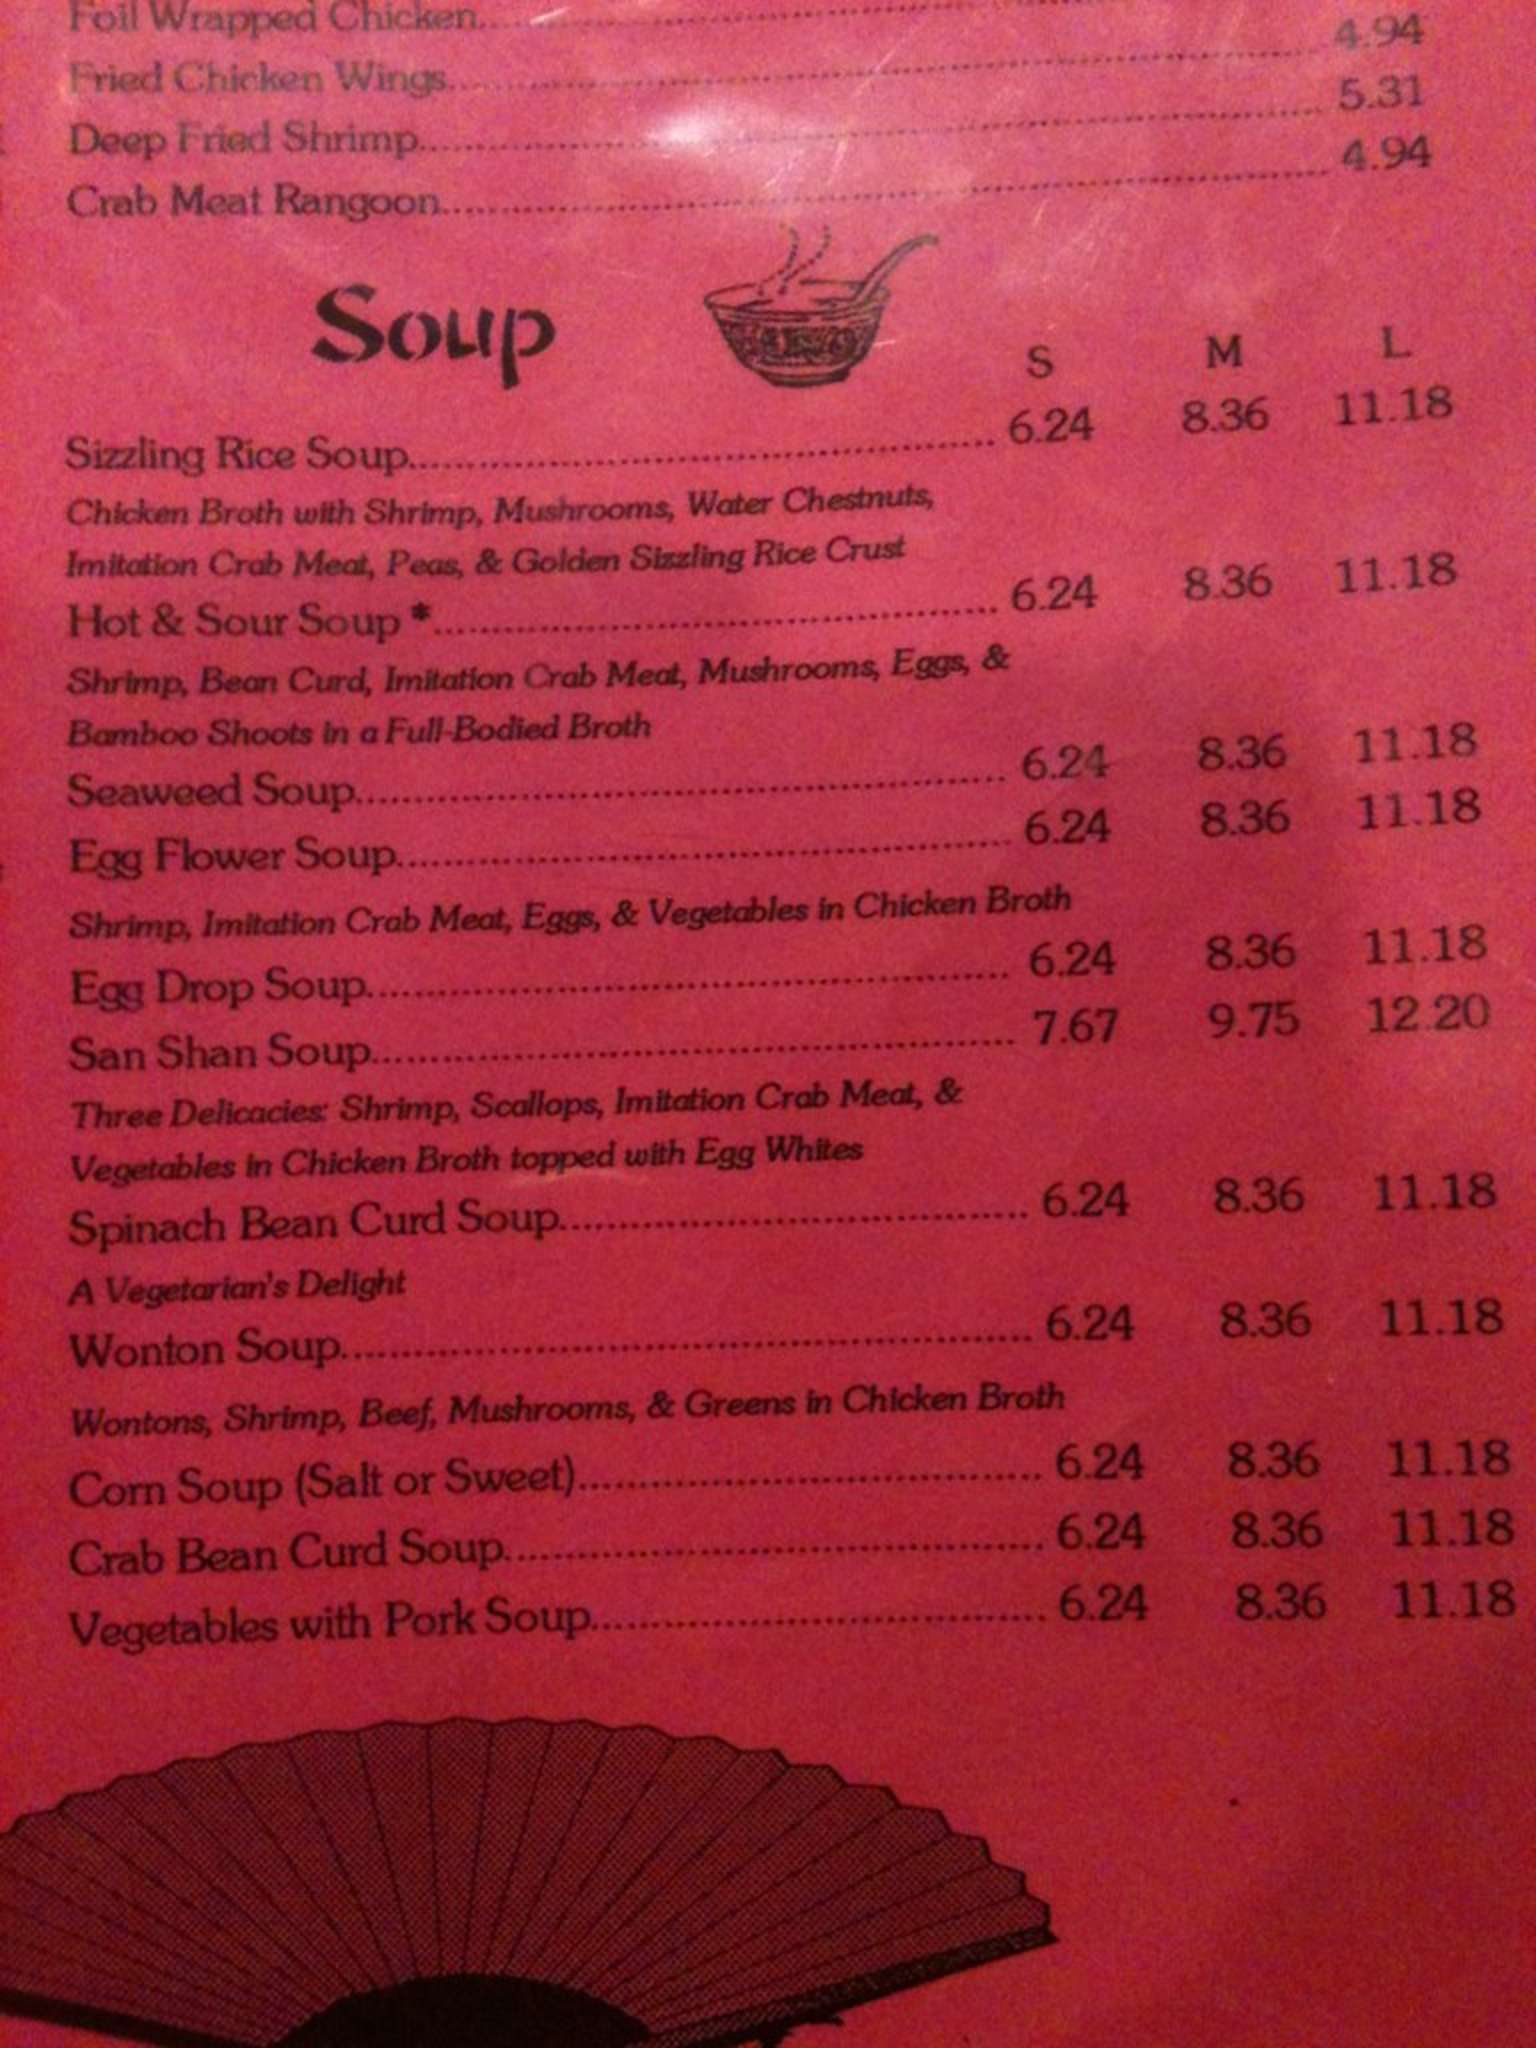 Foil Wrapped Chicken
Fried Chicken Wings 4.94
Deep Fried Shrimp 5.31
Crab Meat Rangoon 4.94
Soup
S M L
Sizzling Rice Soup 6.24 8.36 11.18
Chicken Broth with Shrimp, Mushrooms, Water Chestnuts,
Imitation Crab Meat, Peas, & Golden Sizzling Rice Crust
Hot & Sour Soup * 6.24 8.36 11.18
Shrimp, Bean Curd, Imitation Crab Meat, Mushrooms, Eggs, &
Bamboo Shoots in a Full-Bodied Broth
Seaweed Soup 6.24 8.36 11.18
Egg Flower Soup 6.24 8.36 11.18
Shrimp, Imitation Crab Meat, Eggs, & Vegetables in Chicken Broth
Egg Drop Soup 6.24 8.36 11.18
San Shan Soup 7.67 9.75 12.20
Three Delicacies: Shrimp, Scallops, Imitation Crab Meat, &
Vegetables in Chicken Broth topped with Egg Whites
Spinach Bean Curd Soup 6.24 8.36 11.18
A Vegetarian's Delight
Wonton Soup 6.24 8.36 11.18
Wontons, Shrimp, Beef, Mushrooms, & Greens in Chicken Broth
Corn Soup (Salt or Sweet) 6.24 8.36 11.18
Crab Bean Curd Soup 6.24 8.36 11.18
Vegetables with Pork Soup 6.24 8.36 11.18